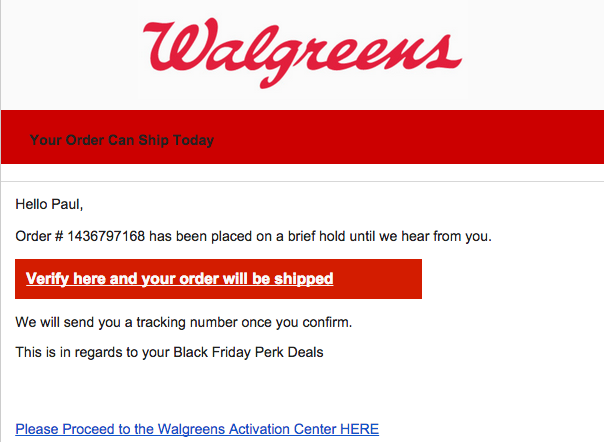 Walgreens
Your Order Can Ship Today
Hello Paul,
Order # 1436797168 has been placed on a brief hold until we hear from you.
Verify here and your order will be shipped
We will send you a tracking number once you confirm.
This is in regards to your Black Friday Perk Deals
Please Proceed to the Walgreens Activation Center HERE